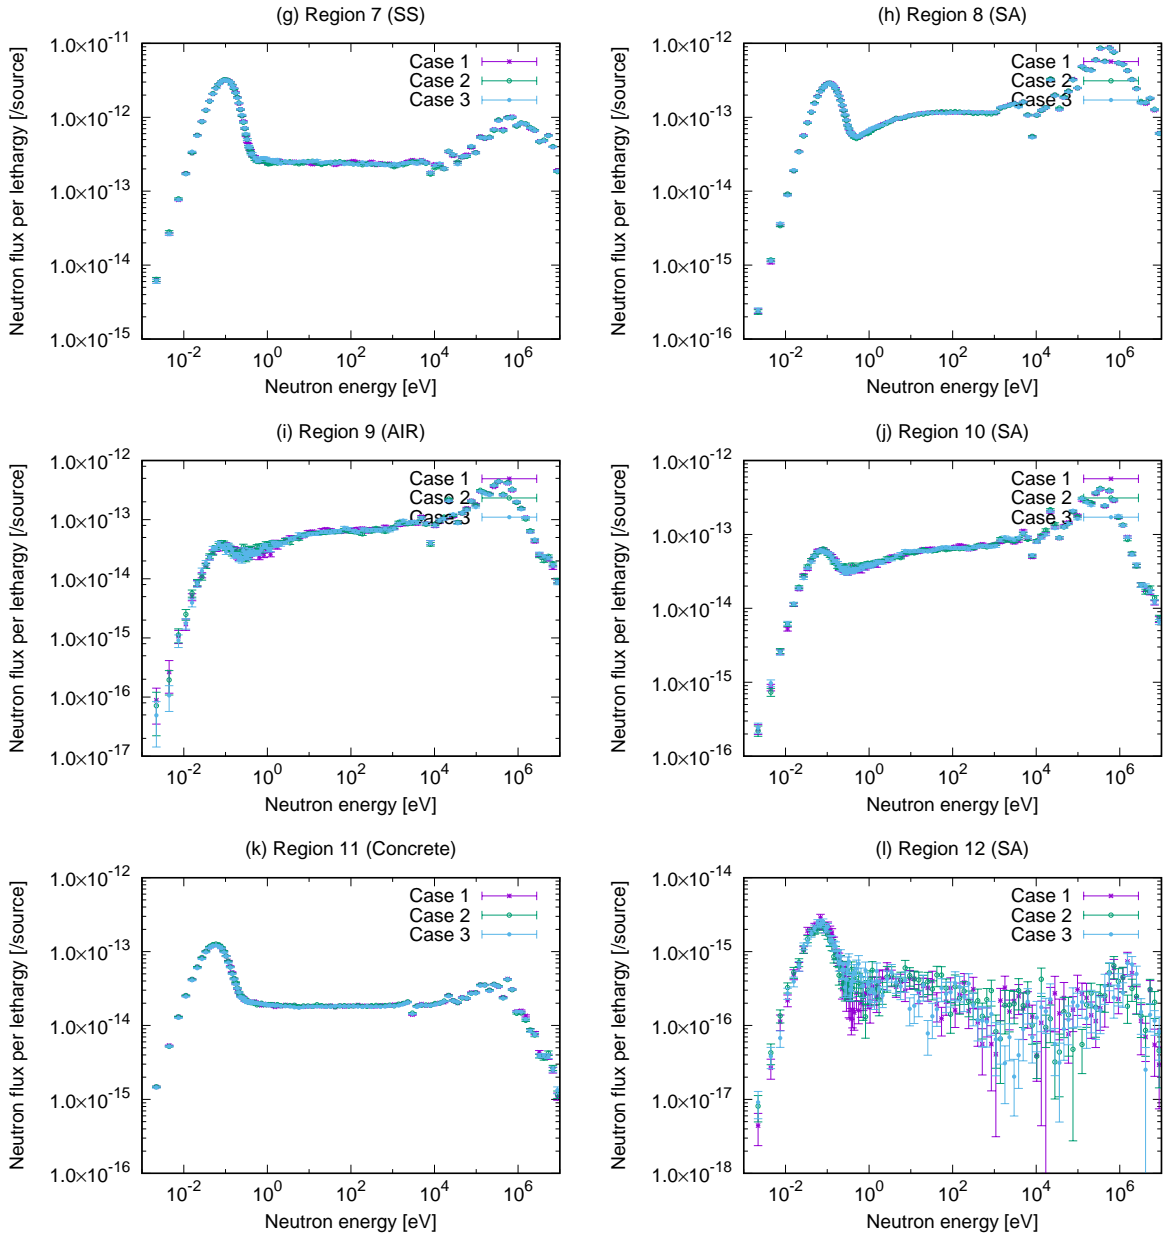 (g) Region 7 (SS)
Neutron flux per lethargy [/source]
1.0×10^-11
1.0×10^-12
1.0×10^-13
1.0×10^-14
1.0×10^-15
Case 1
Case 2
Case 3
10^-2 10^0 10^2 10^4 10^6
Neutron energy [eV]
(h) Region 8 (SA)
Neutron flux per lethargy [/source]
1.0×10^-12
1.0×10^-13
1.0×10^-14
1.0×10^-15
1.0×10^-16
Case 1
Case 2
Case 3
10^-2 10^0 10^2 10^4 10^6
Neutron energy [eV]
(i) Region 9 (AIR)
Neutron flux per lethargy [/source]
1.0×10^-12
1.0×10^-13
1.0×10^-14
1.0×10^-15
1.0×10^-16
1.0×10^-17
Case 1
Case 2
Case 3
10^-2 10^0 10^2 10^4 10^6
Neutron energy [eV]
(j) Region 10 (SA)
Neutron flux per lethargy [/source]
1.0×10^-12
1.0×10^-13
1.0×10^-14
1.0×10^-15
1.0×10^-16
Case 1
Case 2
Case 3
10^-2 10^0 10^2 10^4 10^6
Neutron energy [eV]
(k) Region 11 (Concrete)
Neutron flux per lethargy [/source]
1.0×10^-12
1.0×10^-13
1.0×10^-14
1.0×10^-15
1.0×10^-16
Case 1
Case 2
Case 3
10^-2 10^0 10^2 10^4 10^6
Neutron energy [eV]
(l) Region 12 (SA)
Neutron flux per lethargy [/source]
1.0×10^-14
1.0×10^-15
1.0×10^-16
1.0×10^-17
1.0×10^-18
Case 1
Case 2
Case 3
10^-2 10^0 10^2 10^4 10^6
Neutron energy [eV]